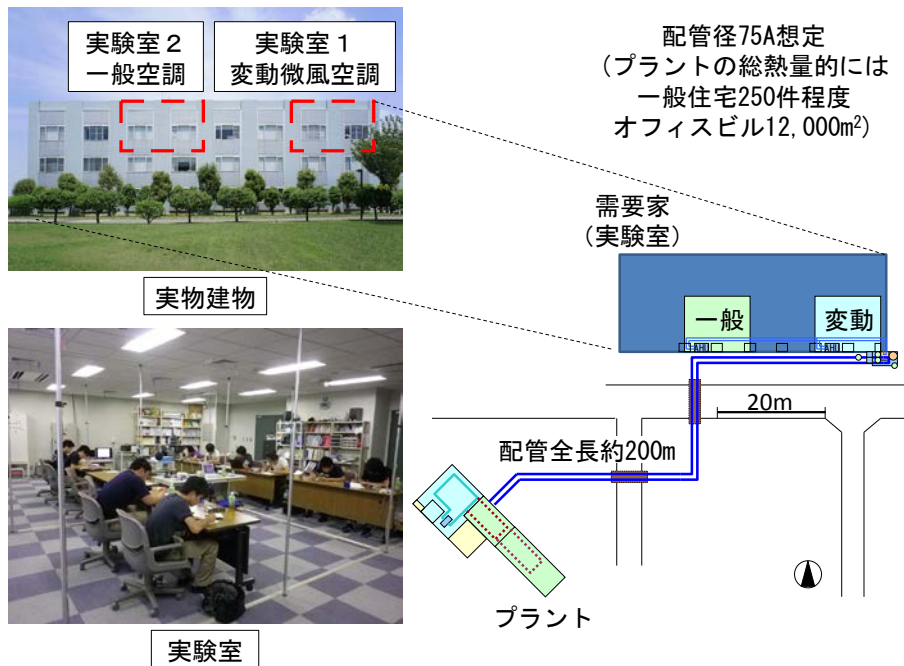 実験室２
一般空調
実験室１
変動微風空調
実物建物
実験室
配管径75A想定
（プラントの総熱量的には
一般住宅250件程度
オフィスビル12,000m²）
需要家
（実験室）
一般
変動
AHU
AHU
20m
配管全長約200m
プラント